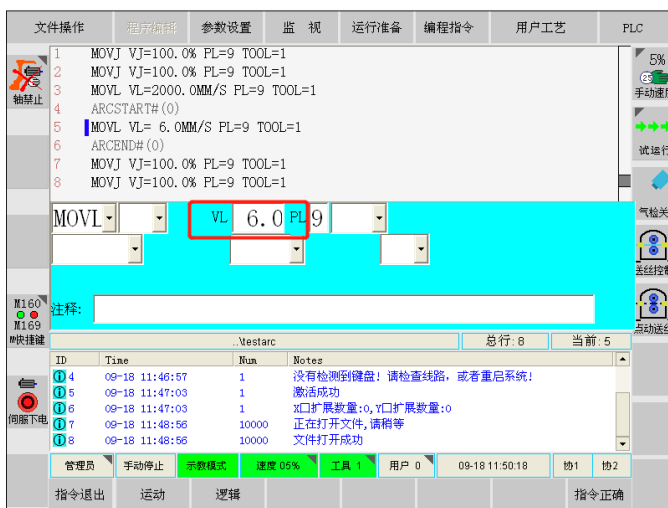 文件操作 程序编辑 参数设置 监 视 运行准备 编程指令 用户工艺 PLC
1 MOVJ VJ=100.0% PL=9 TOOL=1
2 MOVJ VJ=100.0% PL=9 TOOL=1
3 MOVL VL=2000.0MM/S PL=9 TOOL=1
4 ARCSTART#(0)
5 MOVL VL= 6.0MM/S PL=9 TOOL=1
6 ARCEND#(0)
7 MOVJ VJ=100.0% PL=9 TOOL=1
8 MOVJ VJ=100.0% PL=9 TOOL=1
轴禁止
5%
手动速度
试运行
气检关
送丝控制
点动送丝
MOVL VL 6.0 PL 9
M160
M169
M快捷键
注释:
..\testarc 总行:8 当前:5
ID Time Num Notes
4 09-18 11:46:57 1 没有检测到键盘! 请检查线路, 或者重启系统!
5 09-18 11:47:03 1 激活成功
6 09-18 11:47:03 1 X口扩展数量:0,Y口扩展数量:0
7 09-18 11:48:56 10000 正在打开文件,请稍等
8 09-18 11:48:56 10000 文件打开成功
伺服下电
管理员 手动停止 示教模式 速度 05% 工具 1 用户 0 09-18 11:50:18 协1 协2
指令退出 运动 逻辑 指令正确